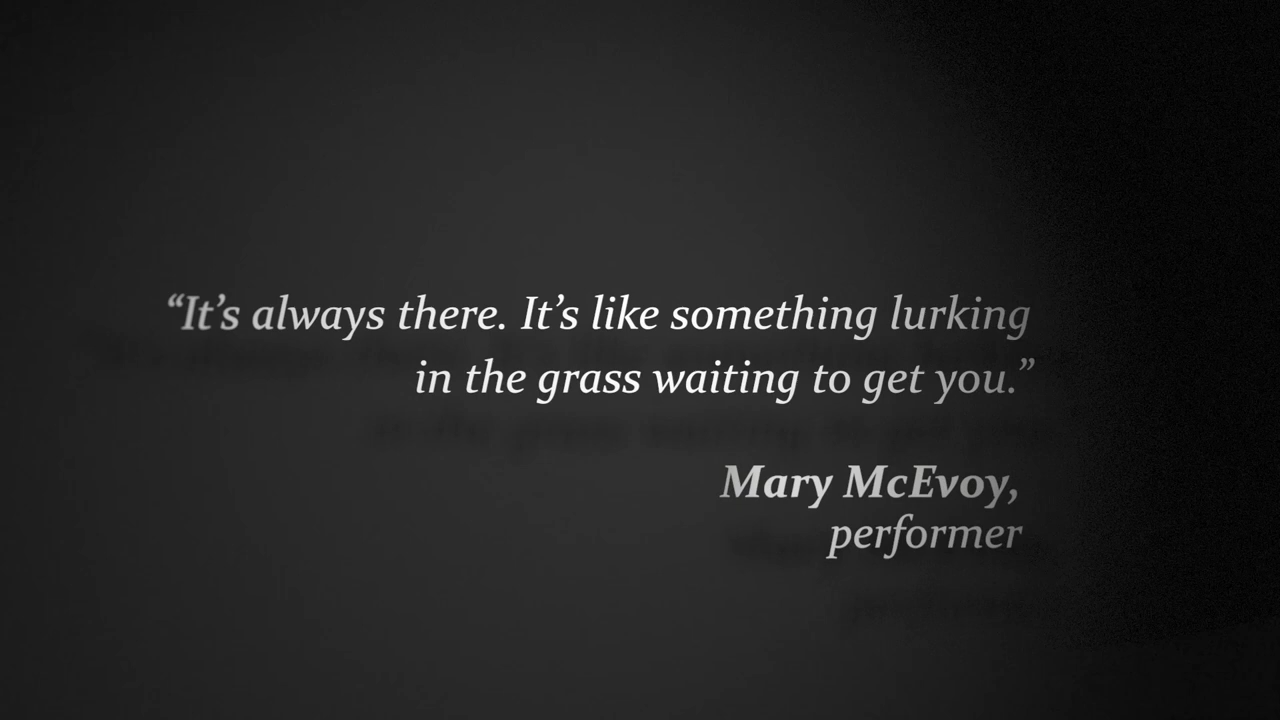 “It’s always there. It’s like something lurking
in the grass waiting to get you.”
Mary McEvoy,
performer